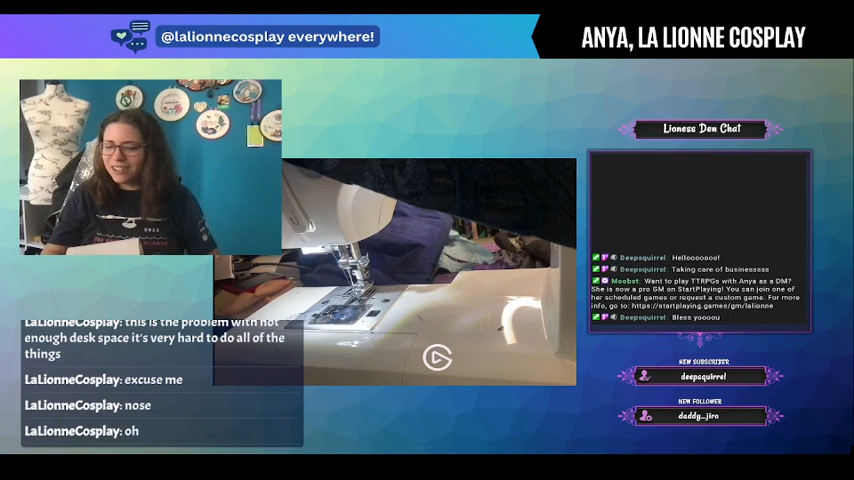 @lalionnecosplay everywhere!
ANYA, LA LIONNE COSPLAY
Lioness Den Chat
Deepsquirrel: Hellooooooo!
Deepsquirrel: Taking care of businesssss
Moobot: Want to play TTRPGs with Anya as a DM?
She is now a pro GM on StartPlaying! You can join one
of her scheduled games or request a custom game. For more
info, go to: https://startplaying.games/gm/lalionne
Deepsquirrel: Bless yoooou
LaLionneCosplay: this is the problem with not
enough desk space it's very hard to do all of the
things
LaLionneCosplay: excuse me
LaLionneCosplay: nose
LaLionneCosplay: oh
NEW SUBSCRIBER
deepsquirrel
NEW FOLLOWER
daddy_jiro